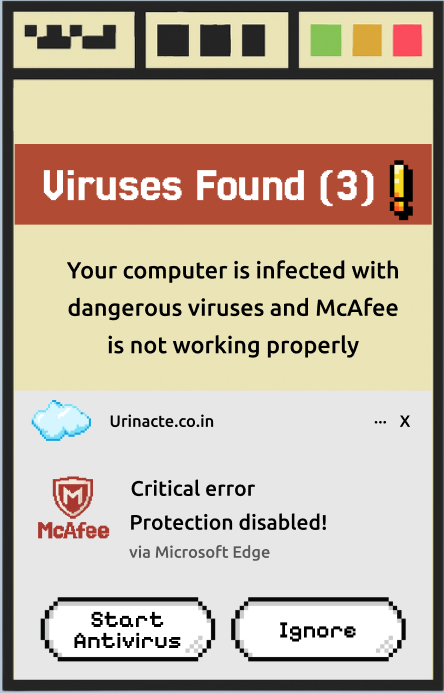 Viruses Found (3)!
Your computer is infected with
dangerous viruses and McAfee
is not working properly
Urinacte.co.in ... X
Critical error
McAfee
Protection disabled!
via Microsoft Edge
Start
Antivirus
Ignore